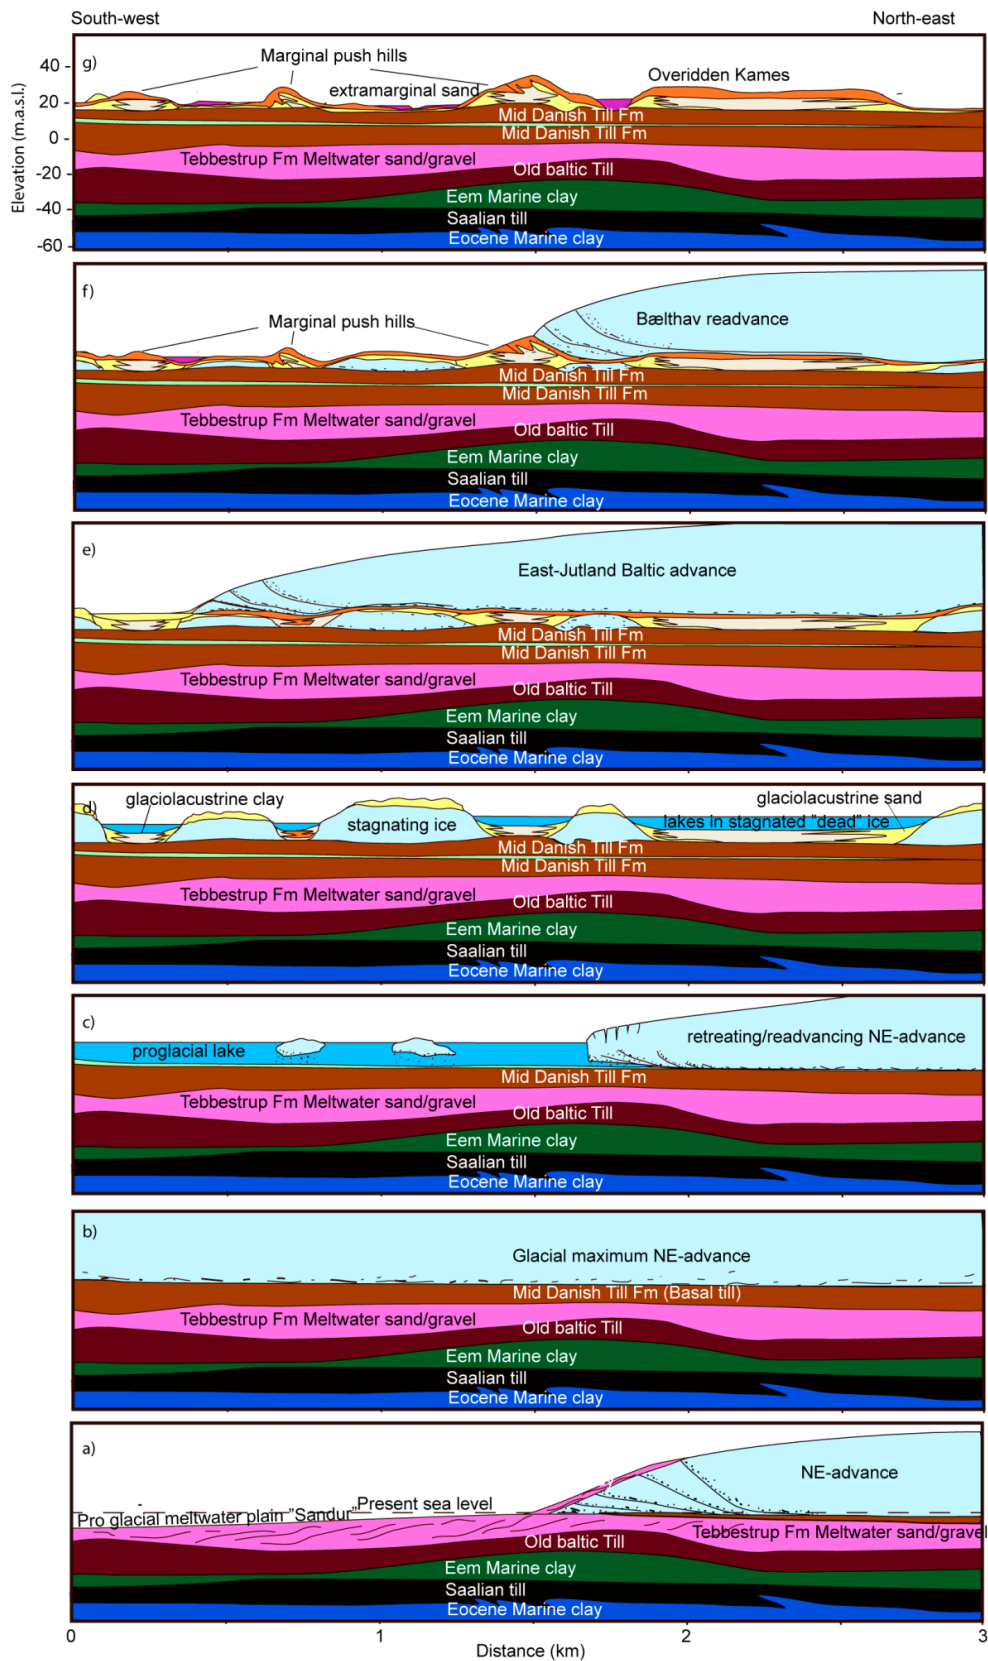 South-west
North-east
g)
Marginal push hills
extramarginal sand
Overidden Kames
Mid Danish Till Fm
Mid Danish Till Fm
Tebbestrup Fm Meltwater sand/gravel
Old baltic Till
Eem Marine clay
Saalian till
Eocene Marine clay
Elevation (m.a.s.l.)
40 -
20 -
0 -
-20 -
-40 -
-60 -
f)
Marginal push hills
Bælthav readvance
Mid Danish Till Fm
Mid Danish Till Fm
Tebbestrup Fm Meltwater sand/gravel
Old baltic Till
Eem Marine clay
Saalian till
Eocene Marine clay
e)
East-Jutland Baltic advance
Mid Danish Till Fm
Mid Danish Till Fm
Tebbestrup Fm Meltwater sand/gravel
Old baltic Till
Eem Marine clay
Saalian till
Eocene Marine clay
d)
glaciolacustrine clay
glaciolacustrine sand
stagnating ice
lakes in stagnated "dead" ice
Mid Danish Till Fm
Mid Danish Till Fm
Tebbestrup Fm Meltwater sand/gravel
Old baltic Till
Eem Marine clay
Saalian till
Eocene Marine clay
c)
retreating/readvancing NE-advance
proglacial lake
Mid Danish Till Fm
Tebbestrup Fm Meltwater sand/gravel
Old baltic Till
Eem Marine clay
Saalian till
Eocene Marine clay
b)
Glacial maximum NE-advance
Mid Danish Till Fm (Basal till)
Tebbestrup Fm Meltwater sand/gravel
Old baltic Till
Eem Marine clay
Saalian till
Eocene Marine clay
a)
NE-advance
Present sea level
Pro glacial meltwater plain "Sandur"
Tebbestrup Fm Meltwater sand/gravel
Old baltic Till
Eem Marine clay
Saalian till
Eocene Marine clay
0
1
2
3
Distance (km)